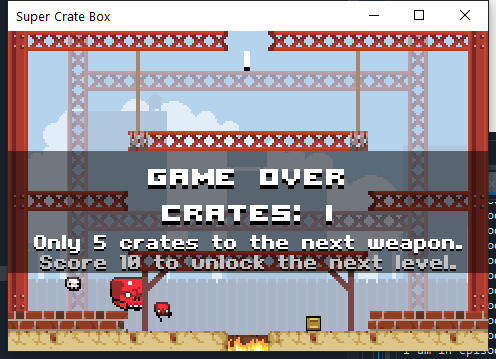 Super Crate Box
1
GAME OVER
CRATES: 1
Only 5 crates to the next weapon.
Score 10 to unlock the next level.